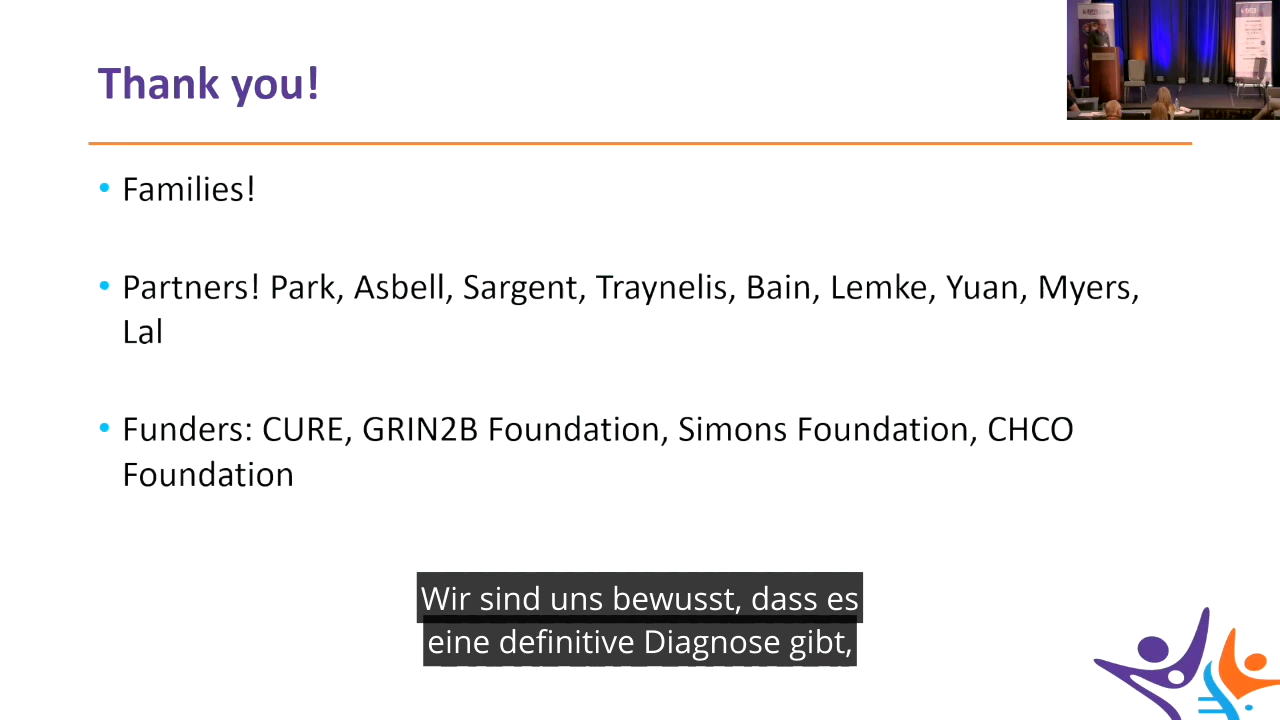 Thank you!
• Families!
• Partners! Park, Asbell, Sargent, Traynelis, Bain, Lemke, Yuan, Myers,
Lal
• Funders: CURE, GRIN2B Foundation, Simons Foundation, CHCO
Foundation
Wir sind uns bewusst, dass es
eine definitive Diagnose gibt,